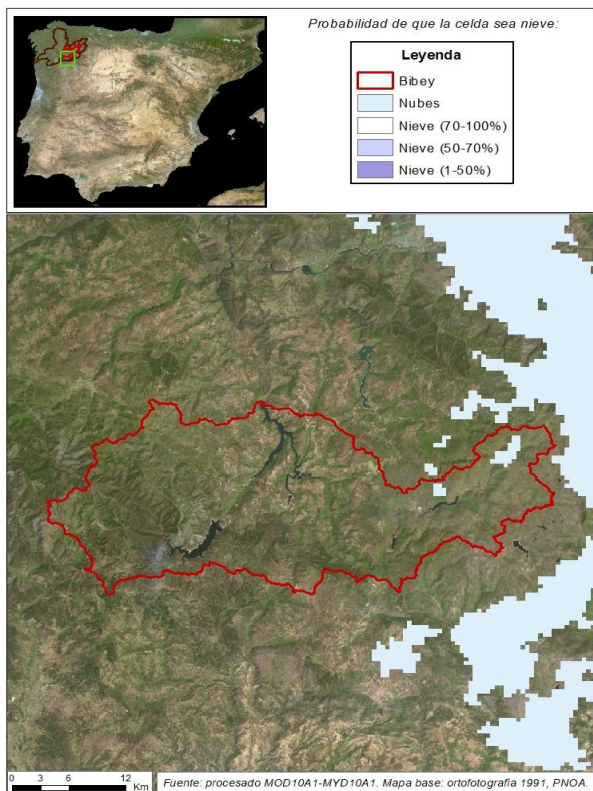 Probabilidad de que la celda sea nieve:
Leyenda
Bibey
Nubes
Nieve (70-100%)
Nieve (50-70%)
Nieve (1-50%)
0 3 6 12
Km
Fuente: procesado MOD10A1-MYD10A1. Mapa base: ortofotografia 1991, PNOA.